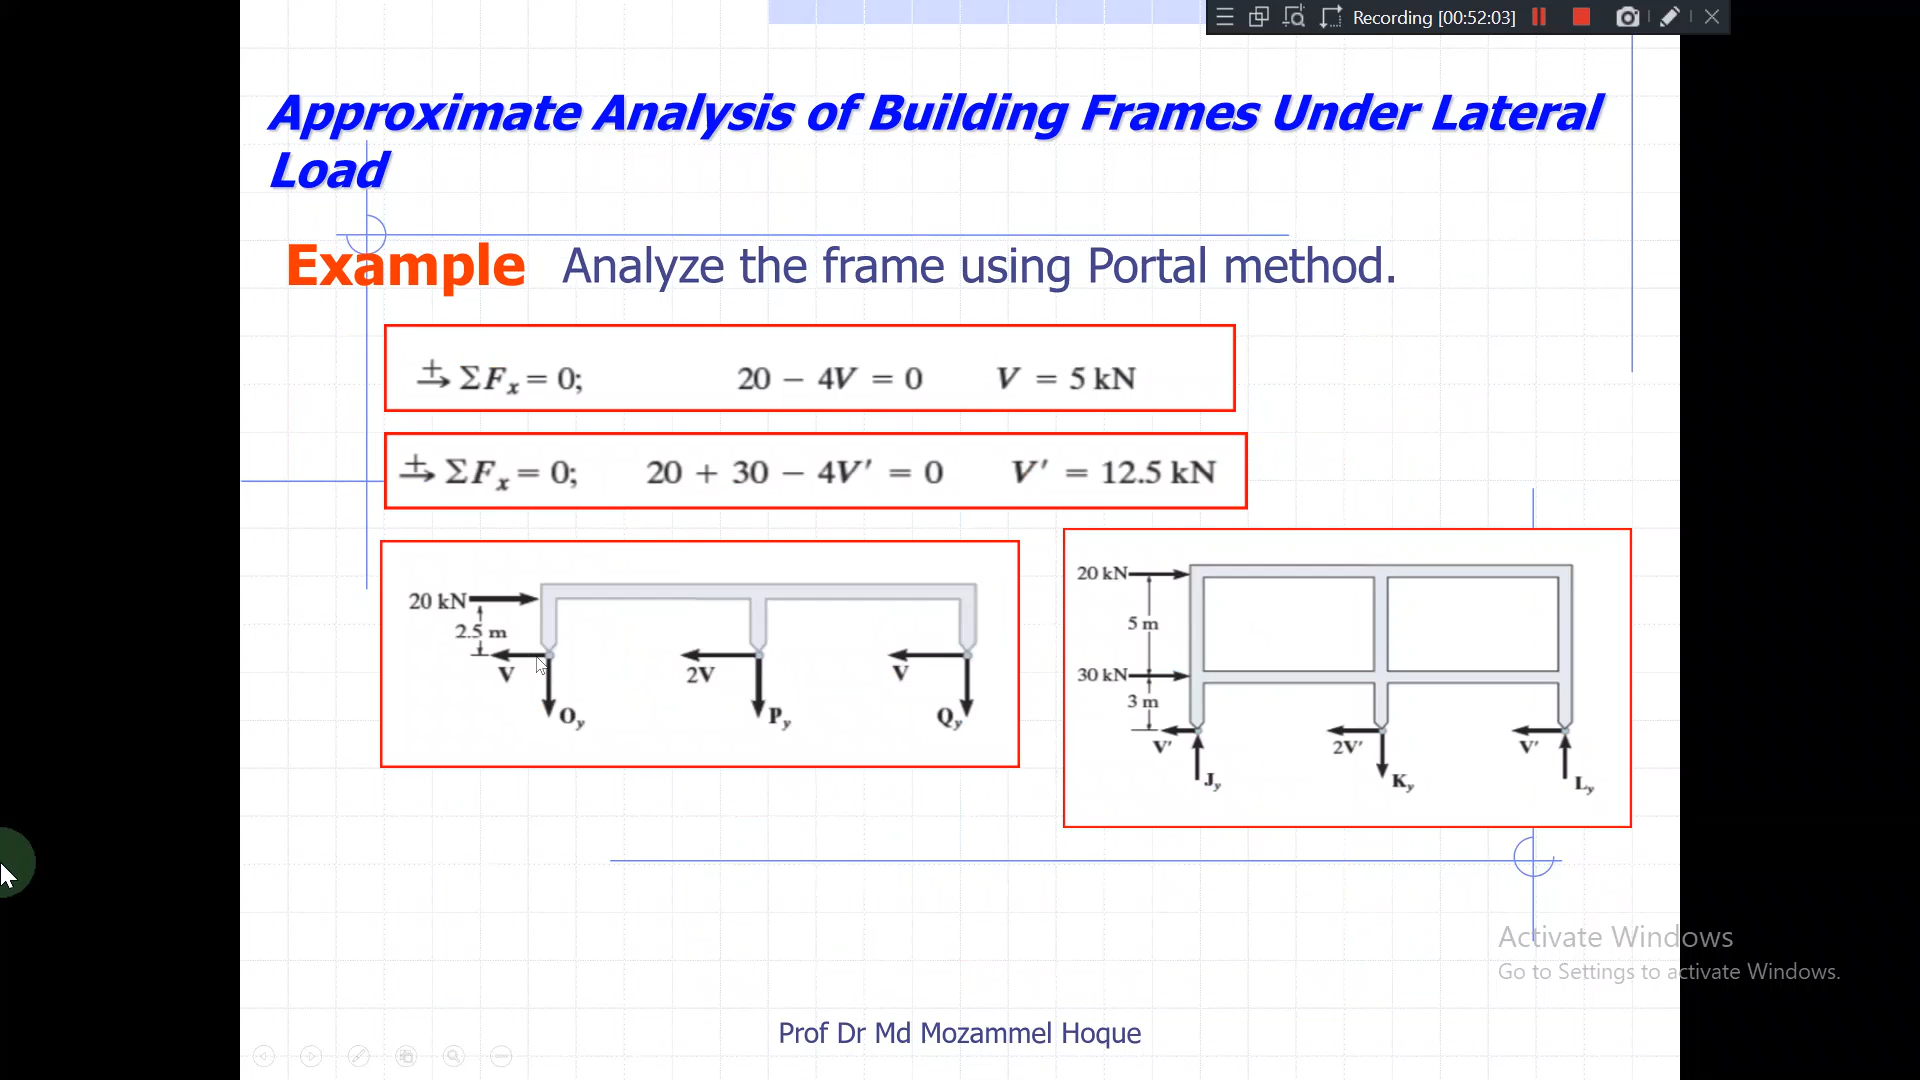 Recording [00:52:03]
Approximate Analysis of Building Frames Under Lateral
Load
Example Analyze the frame using Portal method.
+→ ΣFx = 0; 20 − 4V = 0 V = 5 kN
+→ ΣFx = 0; 20 + 30 − 4V′ = 0 V′ = 12.5 kN
20 kN
2.5 m
V 2V V
Oy Py Qy
20 kN
5 m
30 kN
3 m
V′ 2V′ V′
Jy Ky Ly
Activate Windows
Go to Settings to activate Windows.
Prof Dr Md Mozammel Hoque